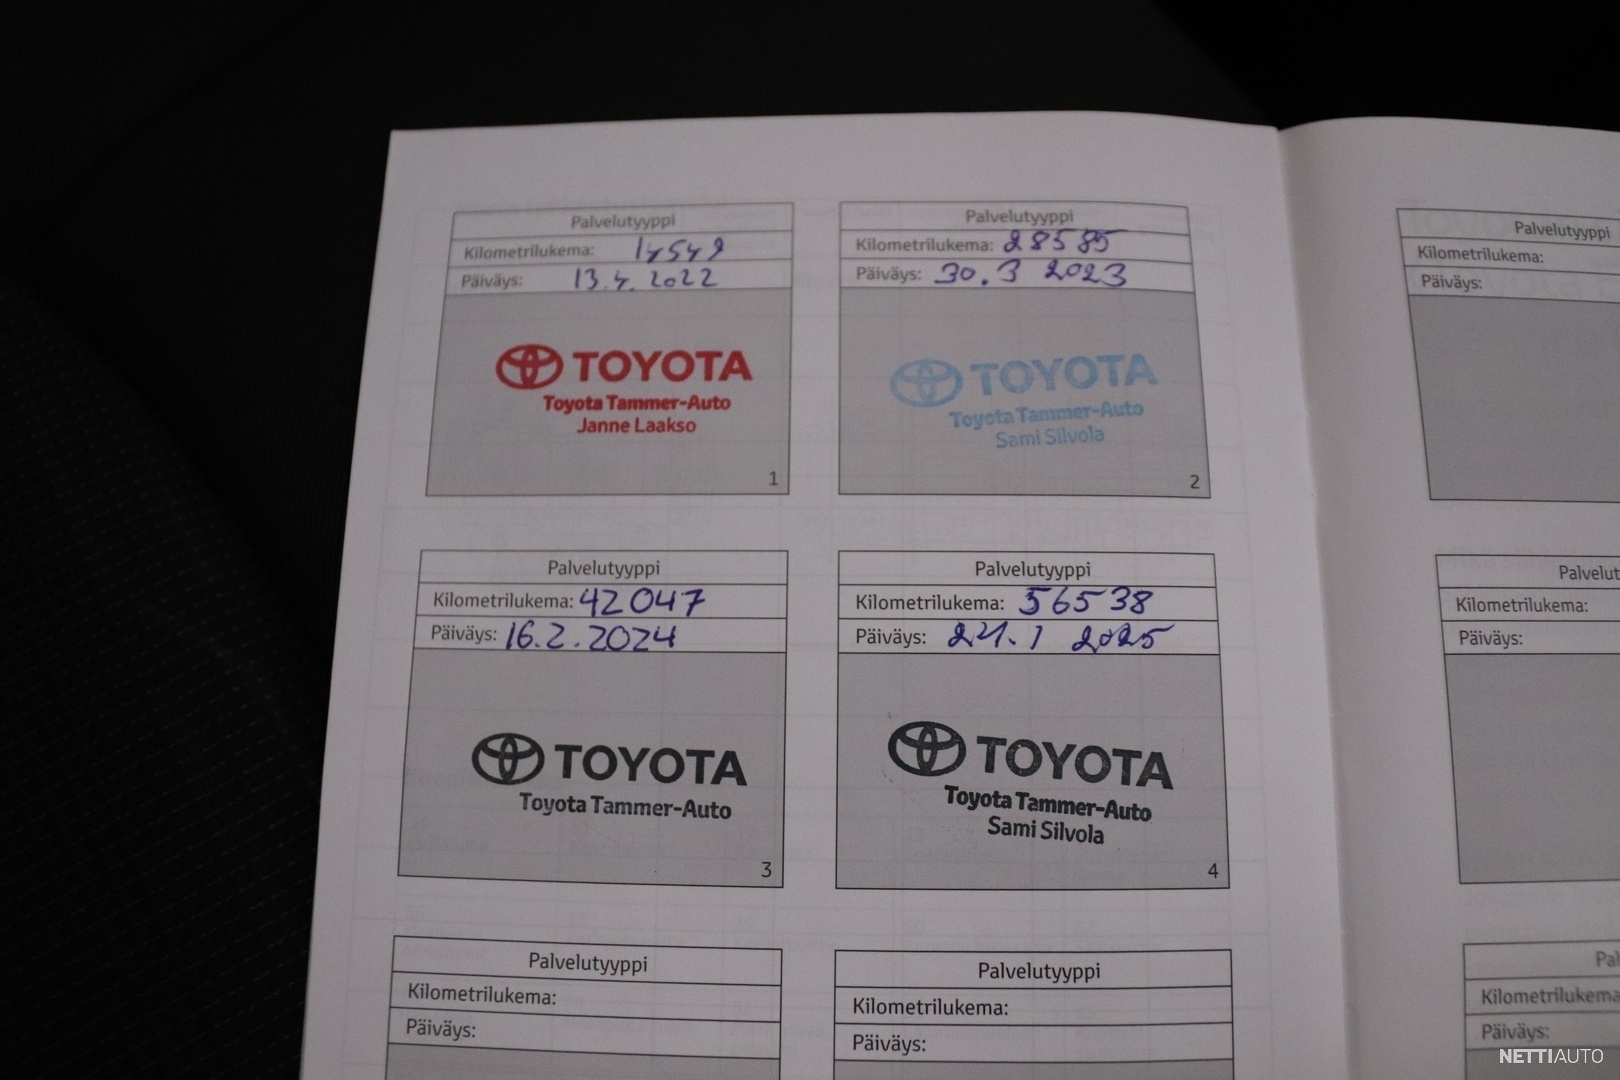 Palvelutyyppi
Kilometrilukema: 14549
Päiväys: 13.4.2022
TOYOTA
Toyota Tammer-Auto
Janne Laakso
1
Palvelutyyppi
Kilometrilukema: 28585
Päiväys: 30.3 2023
TOYOTA
Toyota Tammer-Auto
Sami Silvola
2
Palvelutyyppi
Kilometrilukema:
Päiväys:
Palvelutyyppi
Kilometrilukema: 42047
Päiväys: 16.2.2024
TOYOTA
Toyota Tammer-Auto
3
Palvelutyyppi
Kilometrilukema: 56538
Päiväys: 24.1 2025
TOYOTA
Toyota Tammer-Auto
Sami Silvola
4
Palvelut
Kilometrilukema:
Päiväys:
Palvelutyyppi
Kilometrilukema:
Päiväys:
Palvelutyyppi
Kilometrilukema:
Päiväys:
Pal
Kilometrilukema
Päiväys:
NETTIAUTO